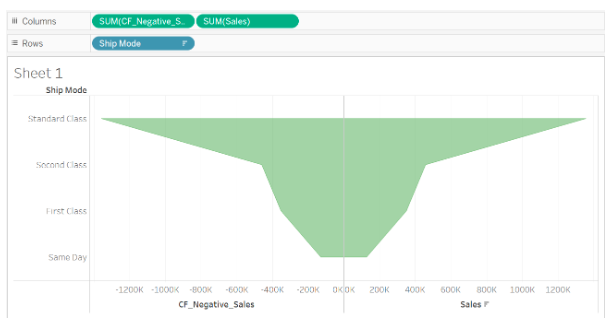 Columns SUM(CF_Negative_S.. SUM(Sales)
Rows Ship Mode
Sheet 1
Ship Mode
Standard Class
Second Class
First Class
Same Day
-1200K -1000K -800K -600K -400K -200K 0K 0K 200K 400K 600K 800K 1000K 1200K
CF_Negative_Sales Sales